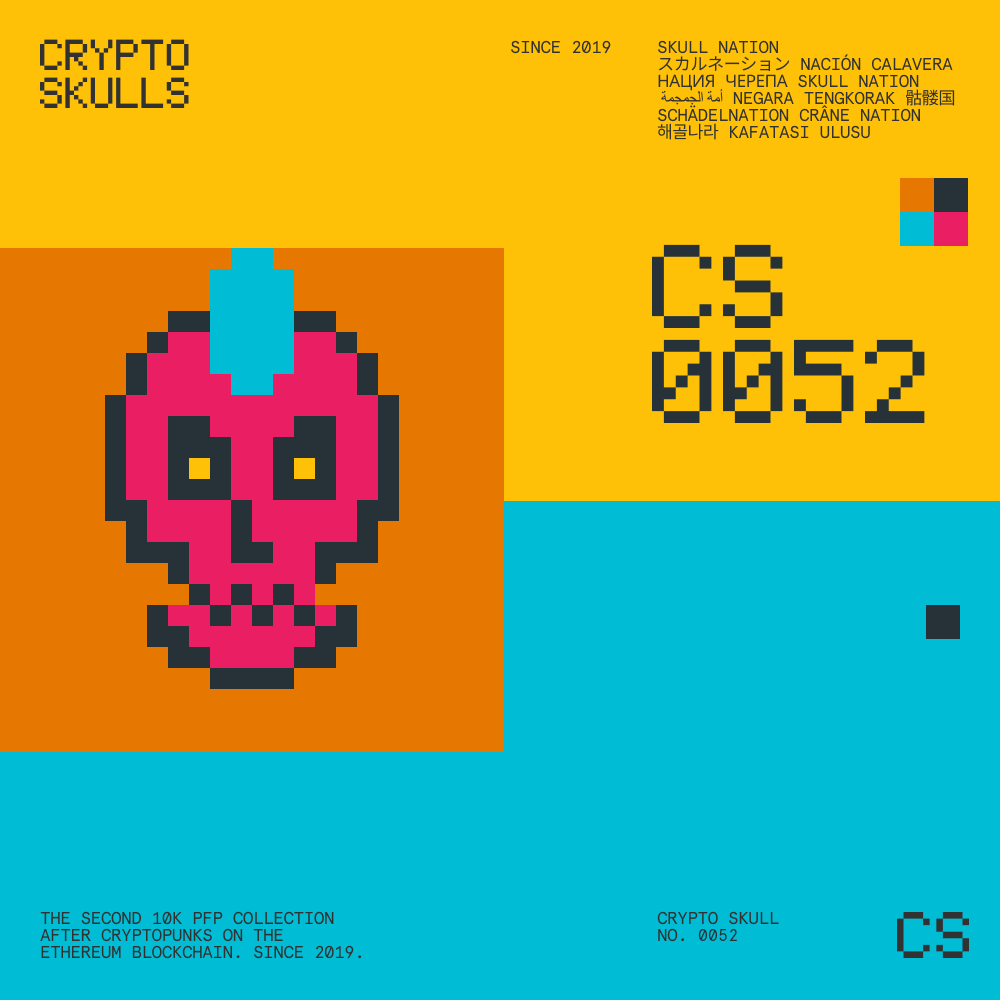 CRYPTO
SKULLS
SINCE 2019
SKULL NATION
スカルネーション NACIÓN CALAVERA
НАЦИЯ ЧЕРЕПА SKULL NATION
أمة الجمجمة NEGARA TENGKORAK 骷髅国
SCHÄDELNATION CRÂNE NATION
해골나라 KAFATASI ULUSU
CS
0052
THE SECOND 10K PFP COLLECTION
AFTER CRYPTOPUNKS ON THE
ETHEREUM BLOCKCHAIN. SINCE 2019.
CRYPTO SKULL
NO. 0052
CS